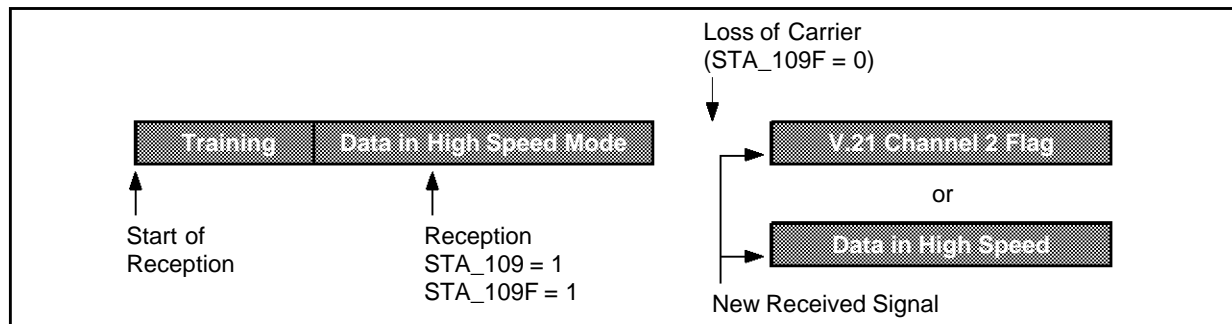 Loss of Carrier
(STA_109F = 0)
Training
Data in High Speed Mode
V.21 Channel 2 Flag
or
Start of
Reception
Reception
STA_109 = 1
STA_109F = 1
Data in High Speed
New Received Signal